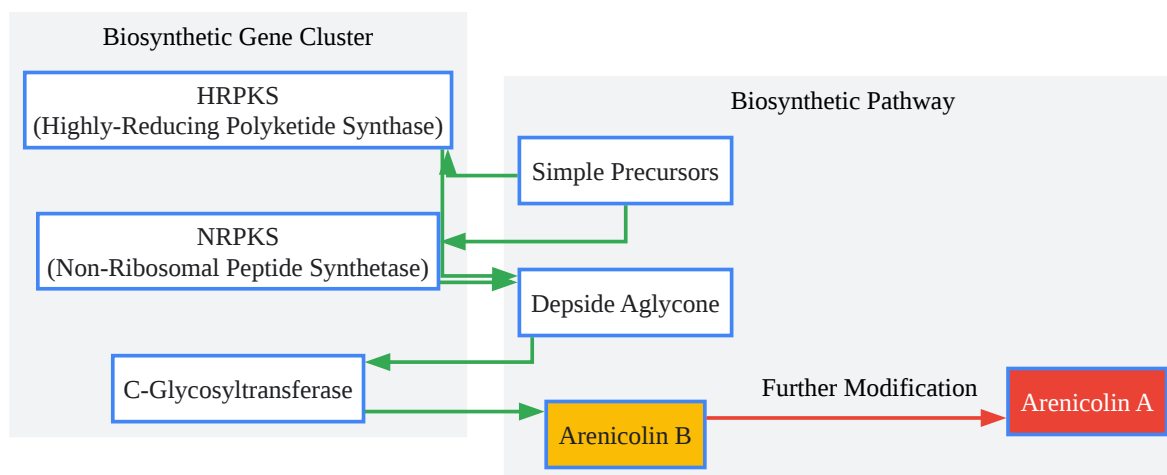 Biosynthetic Gene Cluster
HRPKS
(Highly-Reducing Polyketide Synthase)
NRPKS
(Non-Ribosomal Peptide Synthetase)
C-Glycosyltransferase
Biosynthetic Pathway
Simple Precursors
Depside Aglycone
Arenicolin B
Further Modification
Arenicolin A